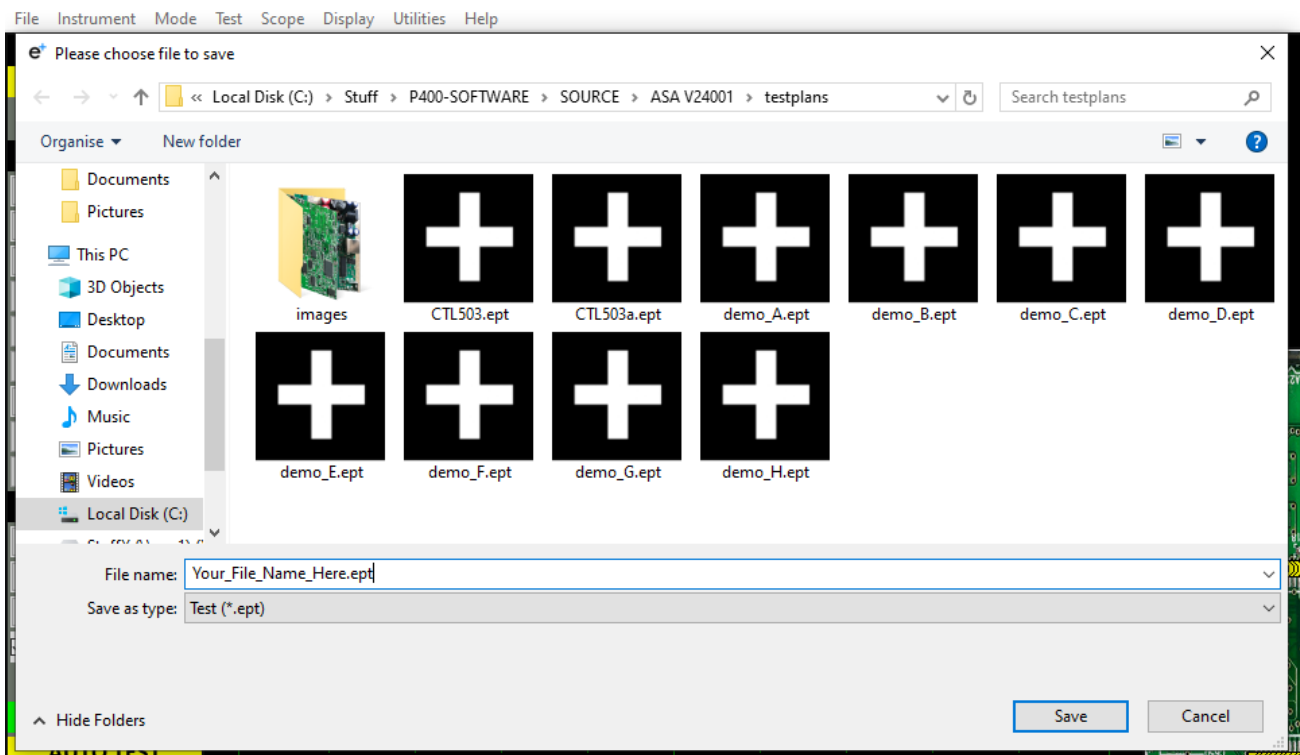 File Instrument Mode Test Scope Display Utilities Help
e+ Please choose file to save
« Local Disk (C:) › Stuff › P400-SOFTWARE › SOURCE › ASA V24001 › testplans
Search testplans
Organise
New folder
Documents
Pictures
This PC
3D Objects
Desktop
Documents
Downloads
Music
Pictures
Videos
Local Disk (C:)
images
CTL503.ept
CTL503a.ept
demo_A.ept
demo_B.ept
demo_C.ept
demo_D.ept
demo_E.ept
demo_F.ept
demo_G.ept
demo_H.ept
File name: Your_File_Name_Here.ept
Save as type: Test (*.ept)
Hide Folders
Save
Cancel